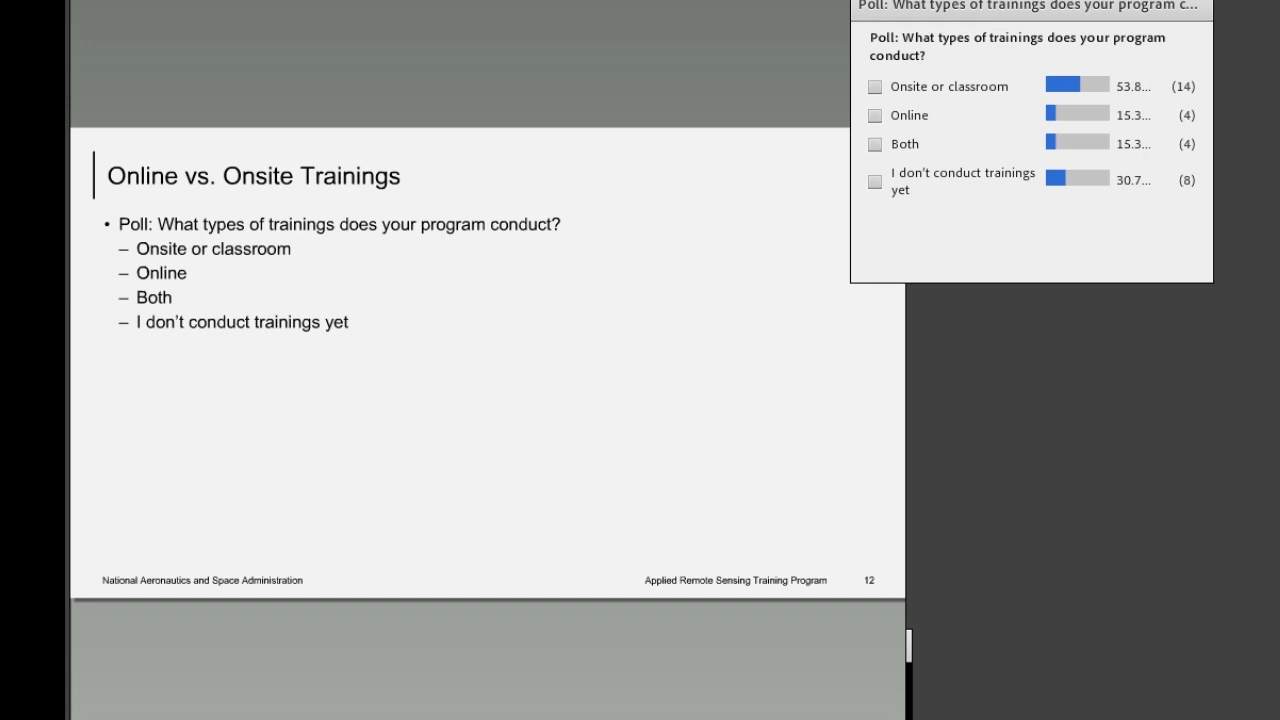 Poll: What types of trainings does your program c...
Poll: What types of trainings does your program
conduct?
Onsite or classroom 53.8... (14)
Online 15.3... (4)
Both 15.3... (4)
I don't conduct trainings
yet 30.7... (8)
Online vs. Onsite Trainings
• Poll: What types of trainings does your program conduct?
– Onsite or classroom
– Online
– Both
– I don’t conduct trainings yet
National Aeronautics and Space Administration
Applied Remote Sensing Training Program 12